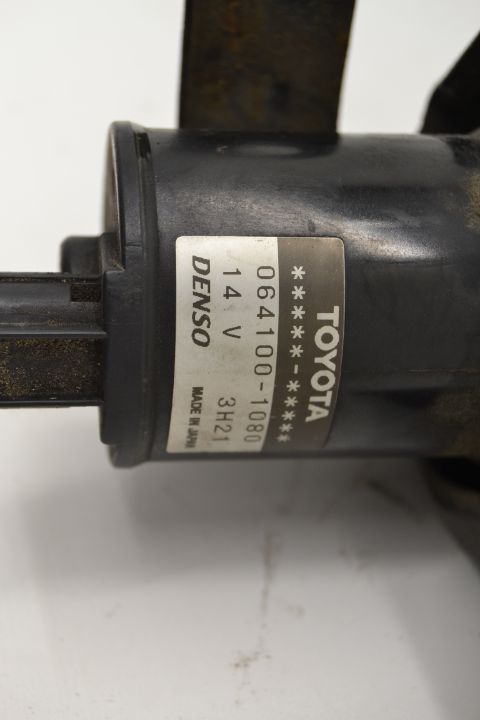 TOYOTA
*****-*****
064100-1080
14 V 3H21
DENSO MADE IN JAPAN